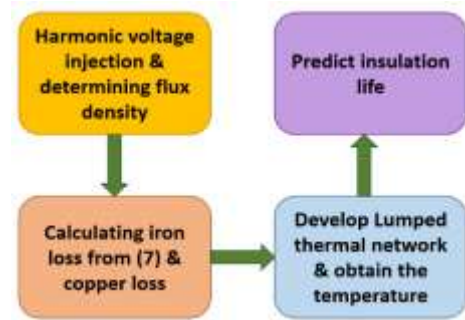 Harmonic voltage
injection &
determining flux
density
Calculating iron
loss from (7) &
copper loss
Develop Lumped
thermal network
& obtain the
temperature
Predict insulation
life